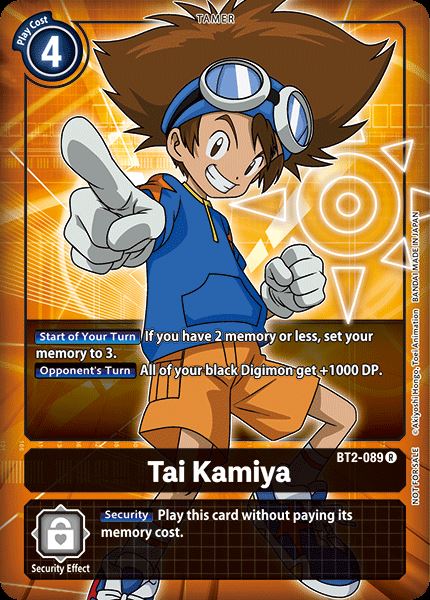 TAMER
Play Cost
4
Start of Your Turn If you have 2 memory or less, set your
memory to 3.
Opponent's Turn All of your black Digimon get +1000 DP.
©Akiyoshi Hongo, Toei Animation BANDAI MADE IN JAPAN
NOT FOR SALE
BT2-089 R
Tai Kamiya
Security Play this card without paying its
memory cost.
Security Effect